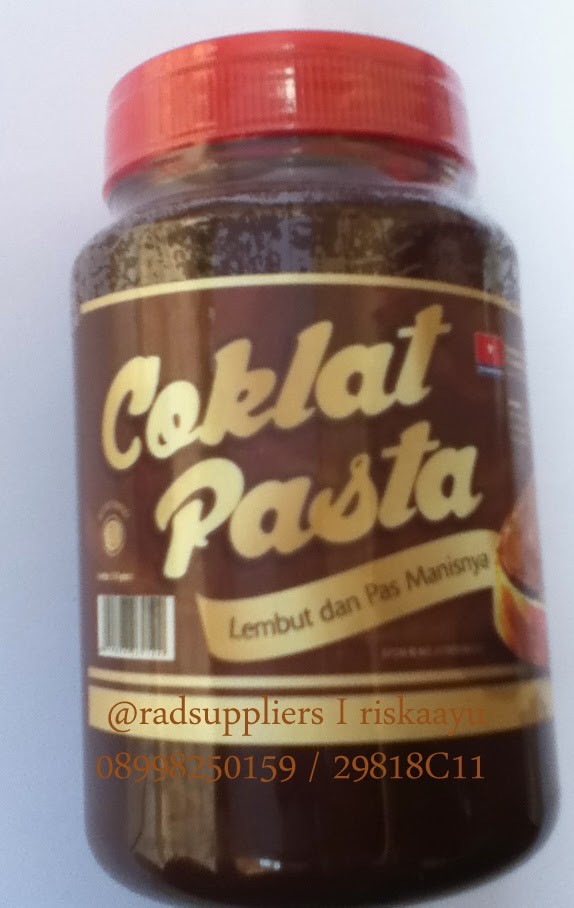 Coklat
Pasta
Lembut dan Pas Manisnya
@radsuppliers I riskaayu
08998250159 / 29818C11